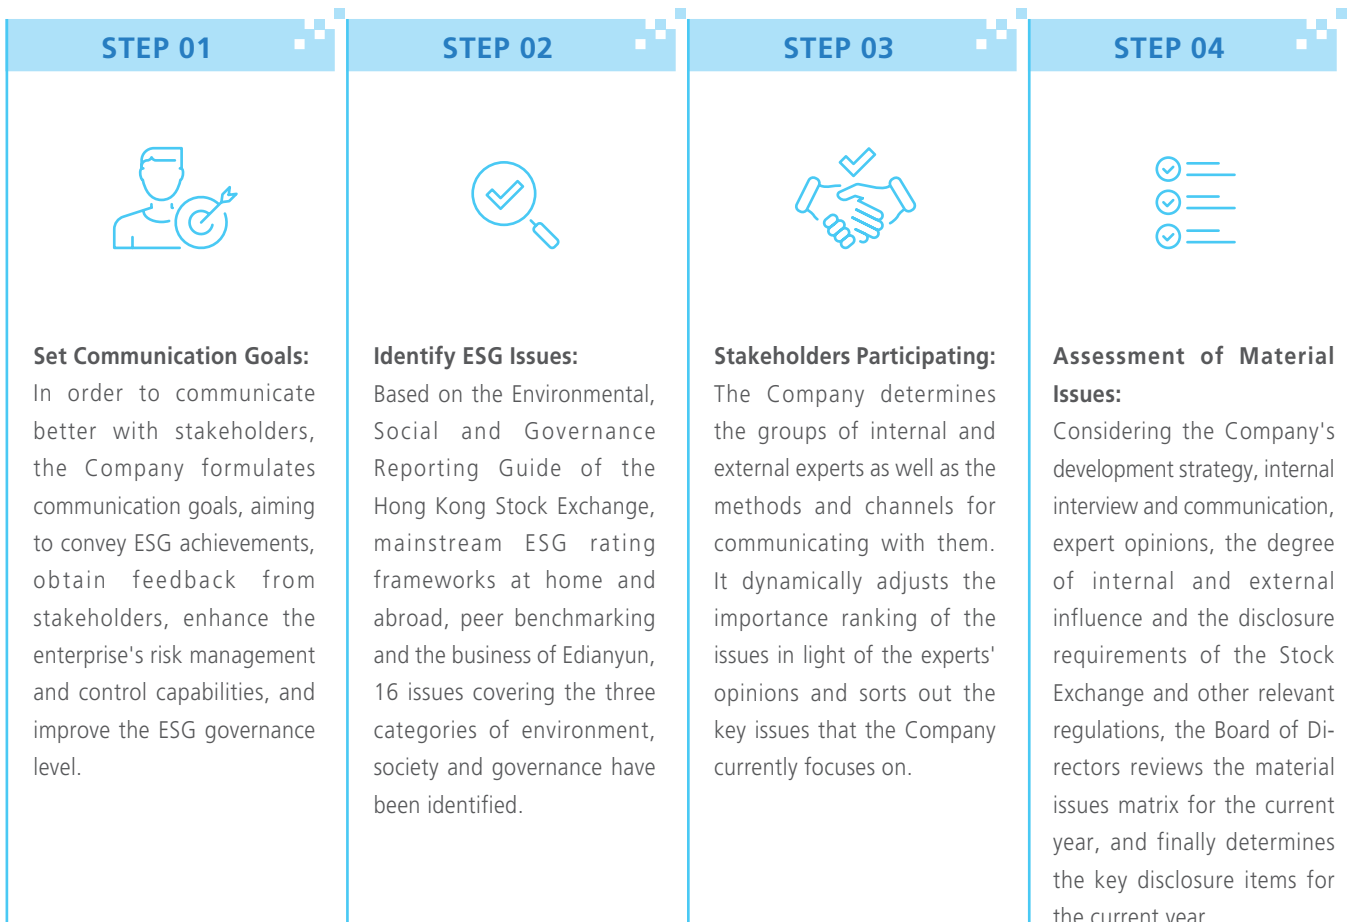 STEP 01
Set Communication Goals:
In order to communicate
better with stakeholders,
the Company formulates
communication goals, aiming
to convey ESG achievements,
obtain feedback from
stakeholders, enhance the
enterprise's risk management
and control capabilities, and
improve the ESG governance
level.
STEP 02
Identify ESG Issues:
Based on the Environmental,
Social and Governance
Reporting Guide of the
Hong Kong Stock Exchange,
mainstream ESG rating
frameworks at home and
abroad, peer benchmarking
and the business of Edianyun,
16 issues covering the three
categories of environment,
society and governance have
been identified.
STEP 03
Stakeholders Participating:
The Company determines
the groups of internal and
external experts as well as the
methods and channels for
communicating with them.
It dynamically adjusts the
importance ranking of the
issues in light of the experts'
opinions and sorts out the
key issues that the Company
currently focuses on.
STEP 04
Assessment of Material
Issues:
Considering the Company's
development strategy, internal
interview and communication,
expert opinions, the degree
of internal and external
influence and the disclosure
requirements of the Stock
Exchange and other relevant
regulations, the Board of Di-
rectors reviews the material
issues matrix for the current
year, and finally determines
the key disclosure items for
the current year.